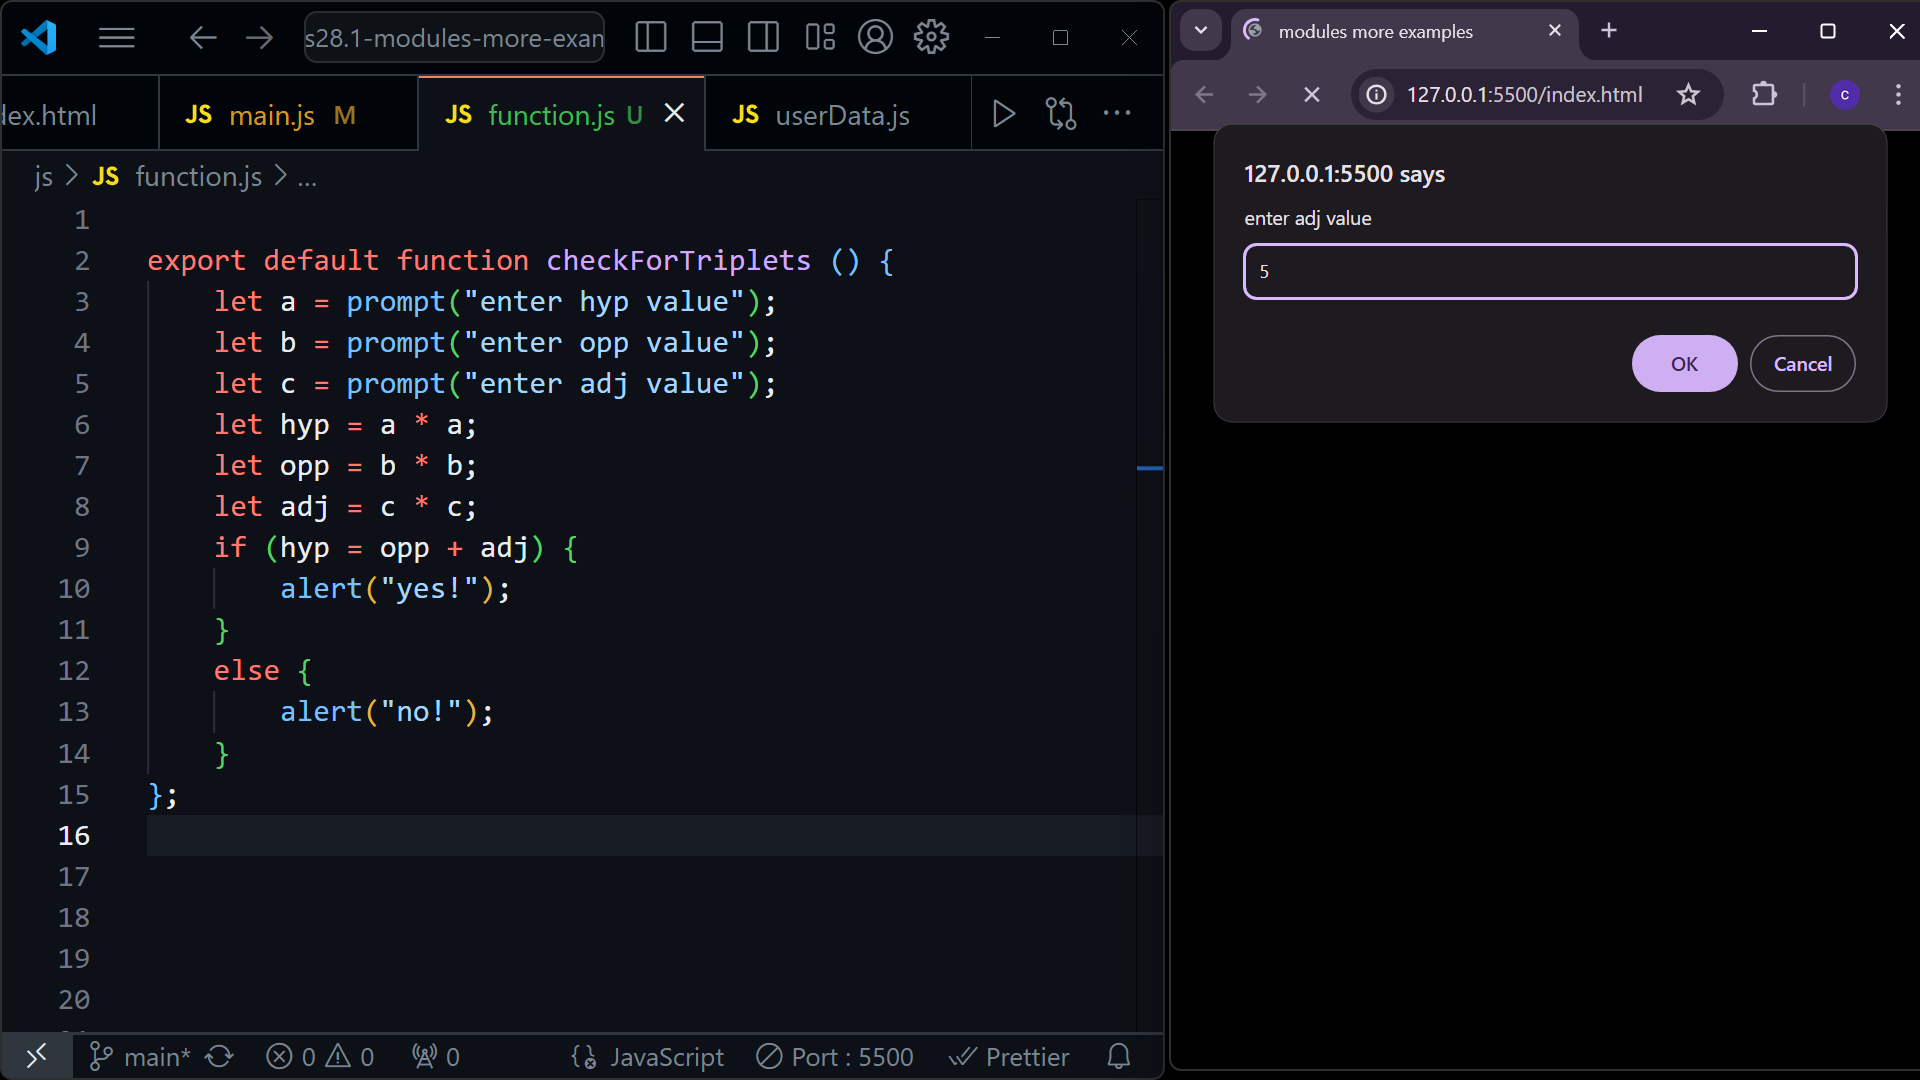 s28.1-modules-more-exan
dex.html
JS main.js M
JS function.js U
JS userData.js
js > JS function.js > ...
1
2 export default function checkForTriplets () {
3 let a = prompt("enter hyp value");
4 let b = prompt("enter opp value");
5 let c = prompt("enter adj value");
6 let hyp = a * a;
7 let opp = b * b;
8 let adj = c * c;
9 if (hyp = opp + adj) {
10 alert("yes!");
11 }
12 else {
13 alert("no!");
14 }
15 };
16
17
18
19
20
main* 0 0 0 JavaScript Port : 5500 Prettier
modules more examples
127.0.0.1:5500/index.html
c
127.0.0.1:5500 says
enter adj value
5
OK
Cancel